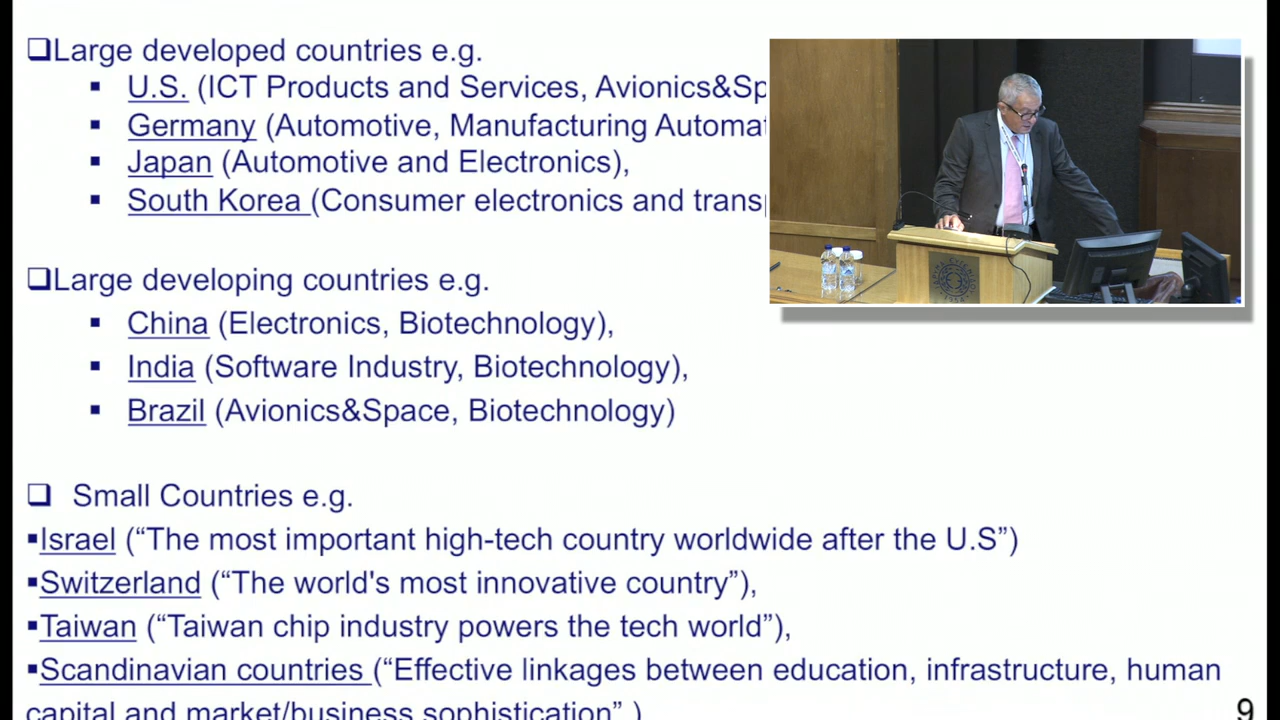 ❑Large developed countries e.g.
▪ U.S. (ICT Products and Services, Avionics&Sp
▪ Germany (Automotive, Manufacturing Automat
▪ Japan (Automotive and Electronics),
▪ South Korea (Consumer electronics and trans
❑Large developing countries e.g.
▪ China (Electronics, Biotechnology),
▪ India (Software Industry, Biotechnology),
▪ Brazil (Avionics&Space, Biotechnology)
❑ Small Countries e.g.
▪Israel (“The most important high-tech country worldwide after the U.S”)
▪Switzerland (“The world's most innovative country”),
▪Taiwan (“Taiwan chip industry powers the tech world”),
▪Scandinavian countries (“Effective linkages between education, infrastructure, human
capital and market/business sophistication” )
9